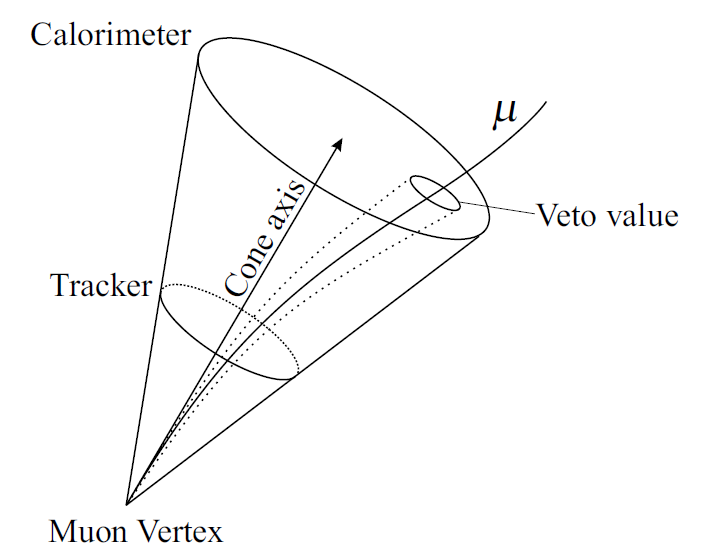 Calorimeter
μ
Veto value
Cone axis
Tracker
Muon Vertex